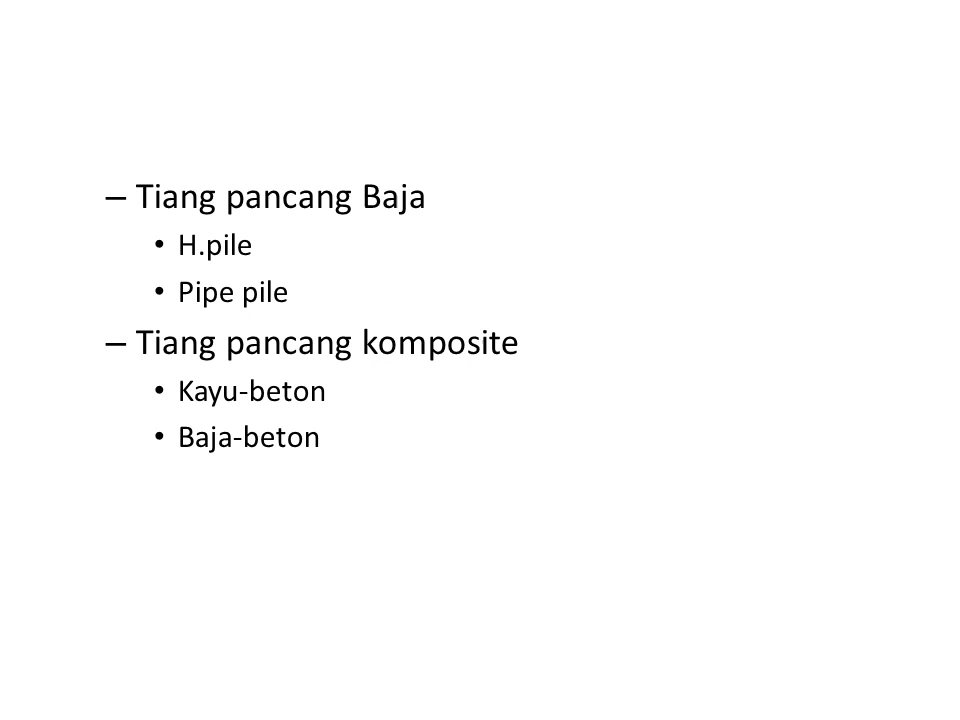 – Tiang pancang Baja
• H.pile
• Pipe pile
– Tiang pancang komposite
• Kayu-beton
• Baja-beton